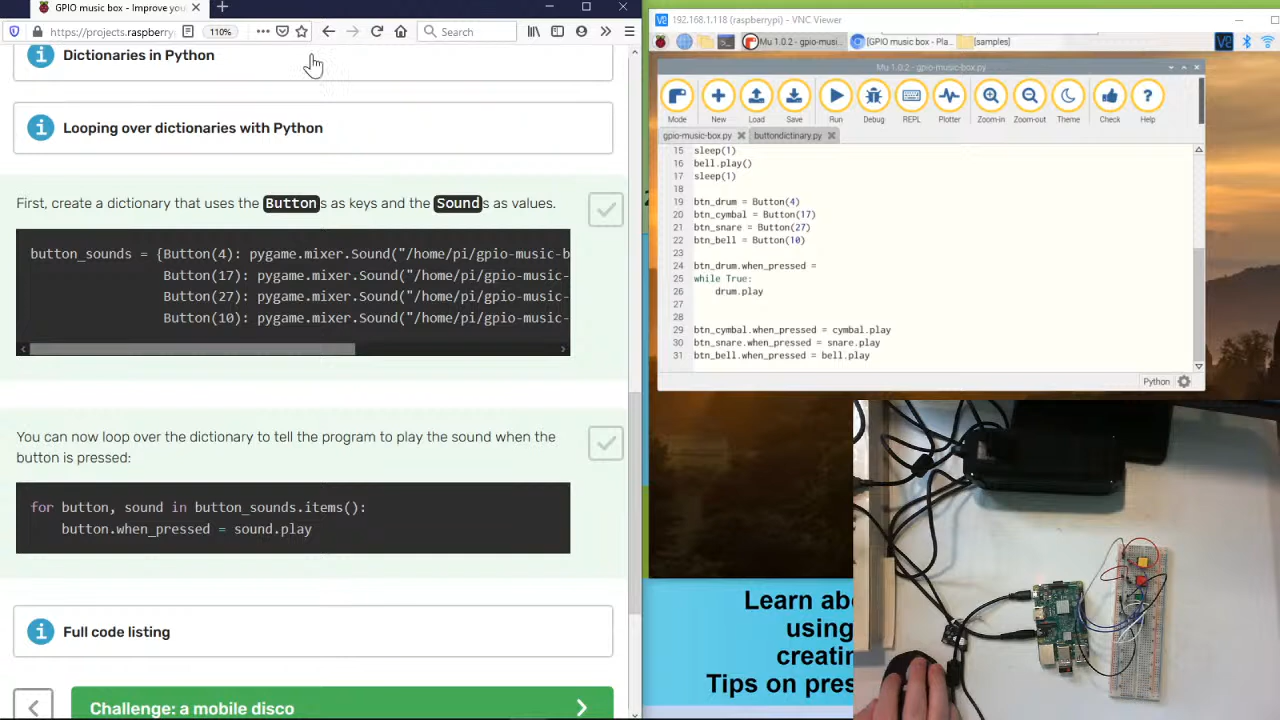 GPIO music box - Improve you
https://projects.raspberry
110%
Search
Dictionaries in Python
Looping over dictionaries with Python
First, create a dictionary that uses the Buttons as keys and the Sounds as values.
button_sounds = {Button(4): pygame.mixer.Sound("/home/pi/gpio-music-b
Button(17): pygame.mixer.Sound("/home/pi/gpio-music-
Button(27): pygame.mixer.Sound("/home/pi/gpio-music-
Button(10): pygame.mixer.Sound("/home/pi/gpio-music-
You can now loop over the dictionary to tell the program to play the sound when the
button is pressed:
for button, sound in button_sounds.items():
button.when_pressed = sound.play
Full code listing
Challenge: a mobile disco
192.168.1.118 (raspberrypi) - VNC Viewer
Mu 1.0.2 - gpio-musi...
[GPIO music box - Pla...
[samples]
Mu 1.0.2 - gpio-music-box.py
Mode New Load Save Run Debug REPL Plotter Zoom-in Zoom-out Theme Check Help
gpio-music-box.py buttondictinary.py
15 sleep(1)
16 bell.play()
17 sleep(1)
18
19 btn_drum = Button(4)
20 btn_cymbal = Button(17)
21 btn_snare = Button(27)
22 btn_bell = Button(10)
23
24 btn_drum.when_pressed =
25 while True:
26 drum.play
27
28
29 btn_cymbal.when_pressed = cymbal.play
30 btn_snare.when_pressed = snare.play
31 btn_bell.when_pressed = bell.play
Python
Learn abo
using
creatin
Tips on pres